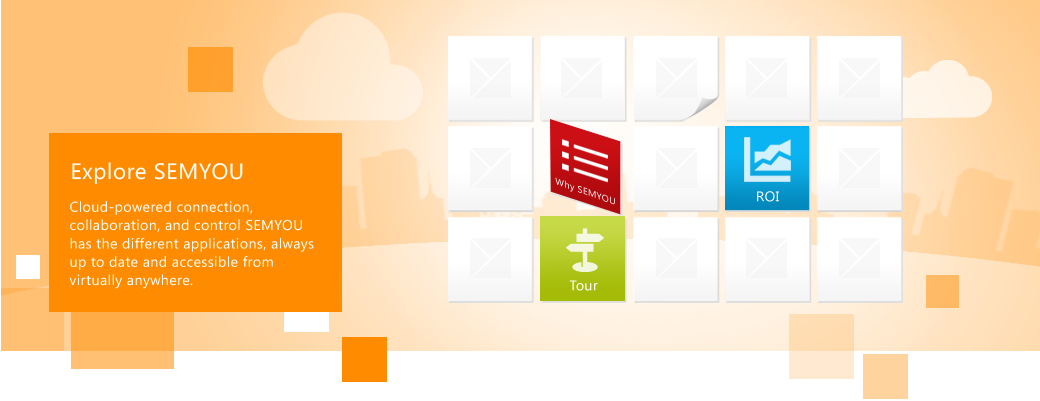 Explore SEMYOU
Cloud-powered connection,
collaboration, and control SEMYOU
has the different applications, always
up to date and accessible from
virtually anywhere.
Why SEMYOU
ROI
Tour